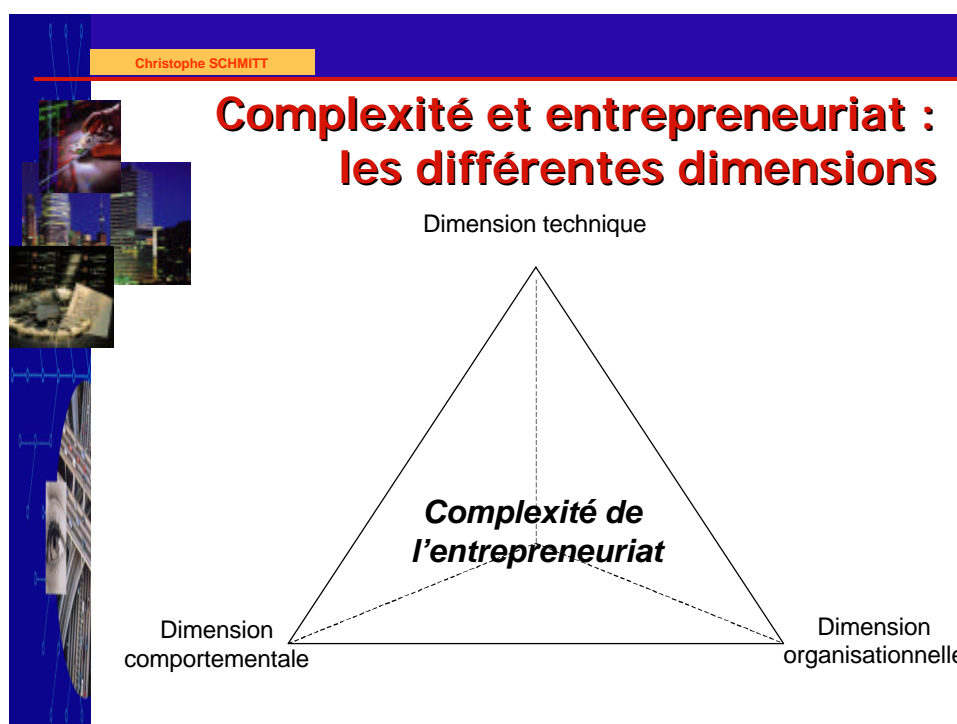 Christophe SCHMITT
Complexité et entrepreneuriat :
les différentes dimensions
Dimension technique
Complexité de
l'entrepreneuriat
Dimension
comportementale
Dimension
organisationnelle